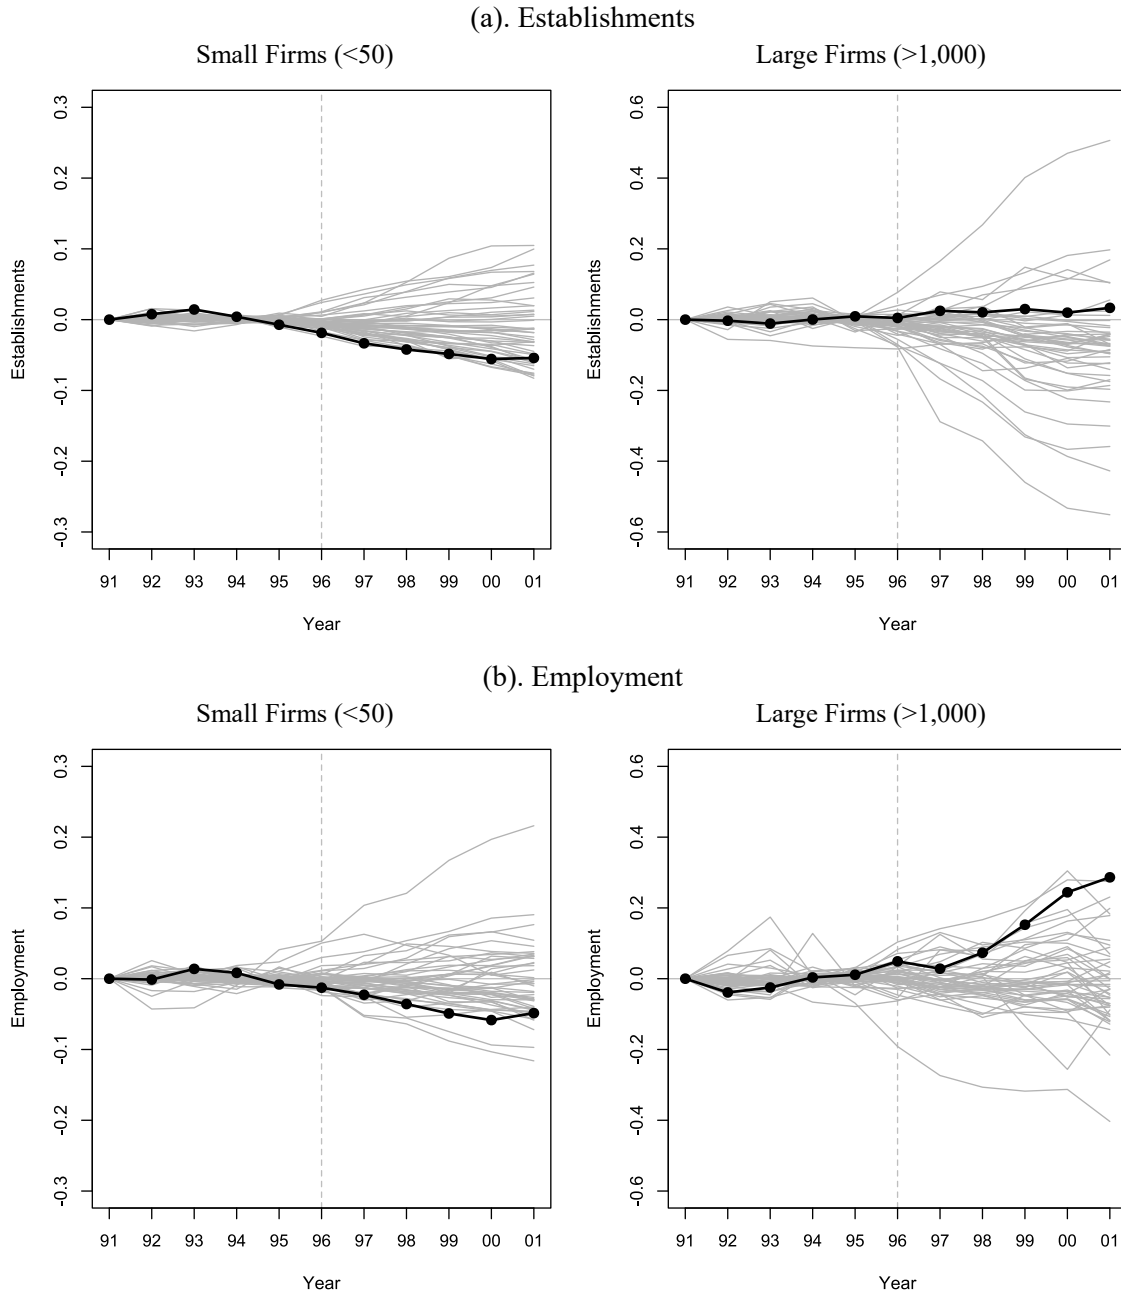 (a). Establishments
Small Firms (<50)
Large Firms (>1,000)
0.3
0.2
0.1
0.0
-0.1
-0.2
-0.3
Establishments
91 92 93 94 95 96 97 98 99 00 01
Year
0.6
0.4
0.2
0.0
-0.2
-0.4
-0.6
Establishments
91 92 93 94 95 96 97 98 99 00 01
Year
(b). Employment
Small Firms (<50)
Large Firms (>1,000)
0.3
0.2
0.1
0.0
-0.1
-0.2
-0.3
Employment
91 92 93 94 95 96 97 98 99 00 01
Year
0.6
0.4
0.2
0.0
-0.2
-0.4
-0.6
Employment
91 92 93 94 95 96 97 98 99 00 01
Year